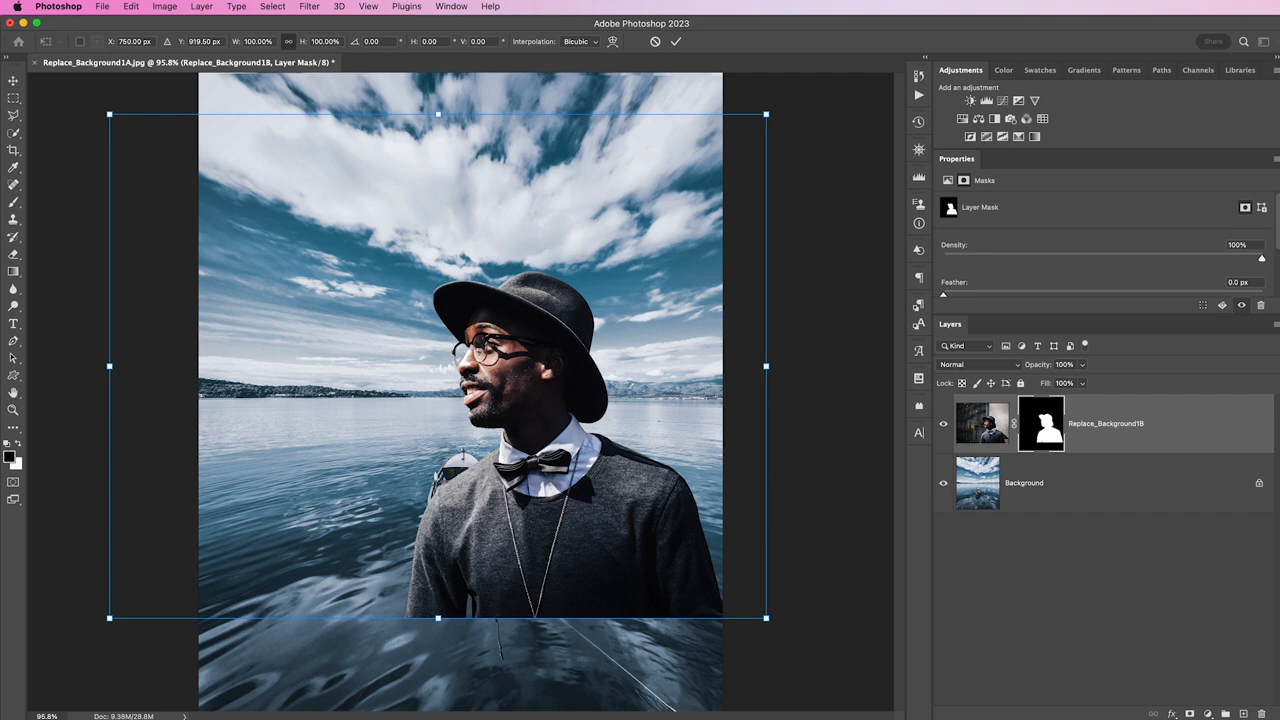 Photoshop File Edit Image Layer Type Select Filter 3D View Plugins Window Help
Adobe Photoshop 2023
X: 750.00 px Y: 919.50 px W: 100.00% H: 100.00% 0.00 ° H: 0.00 ° V: 0.00 ° Interpolation: Bicubic Share
× Replace_Background1A.jpg @ 95.8% (Replace_Background1B, Layer Mask/8) *
Adjustments Color Swatches Gradients Patterns Paths Channels Libraries
Add an adjustment
Properties
Masks
Layer Mask
Density: 100%
Feather: 0.0 px
Layers
Kind
Normal Opacity: 100%
Lock: Fill: 100%
Replace_Background1B
Background
95.8% Doc: 9.38M/28.8M